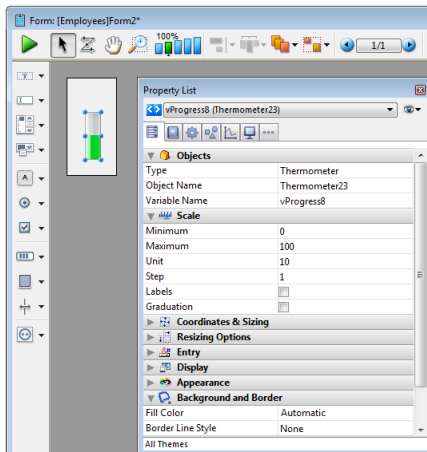 Form: [Employees]Form2*
100%
1/1
Property List
vProgress8 (Thermometer23)
Objects
Type Thermometer
Object Name Thermometer23
Variable Name vProgress8
Scale
Minimum 0
Maximum 100
Unit 10
Step 1
Labels
Graduation
Coordinates & Sizing
Resizing Options
Entry
Display
Appearance
Background and Border
Fill Color Automatic
Border Line Style None
All Themes